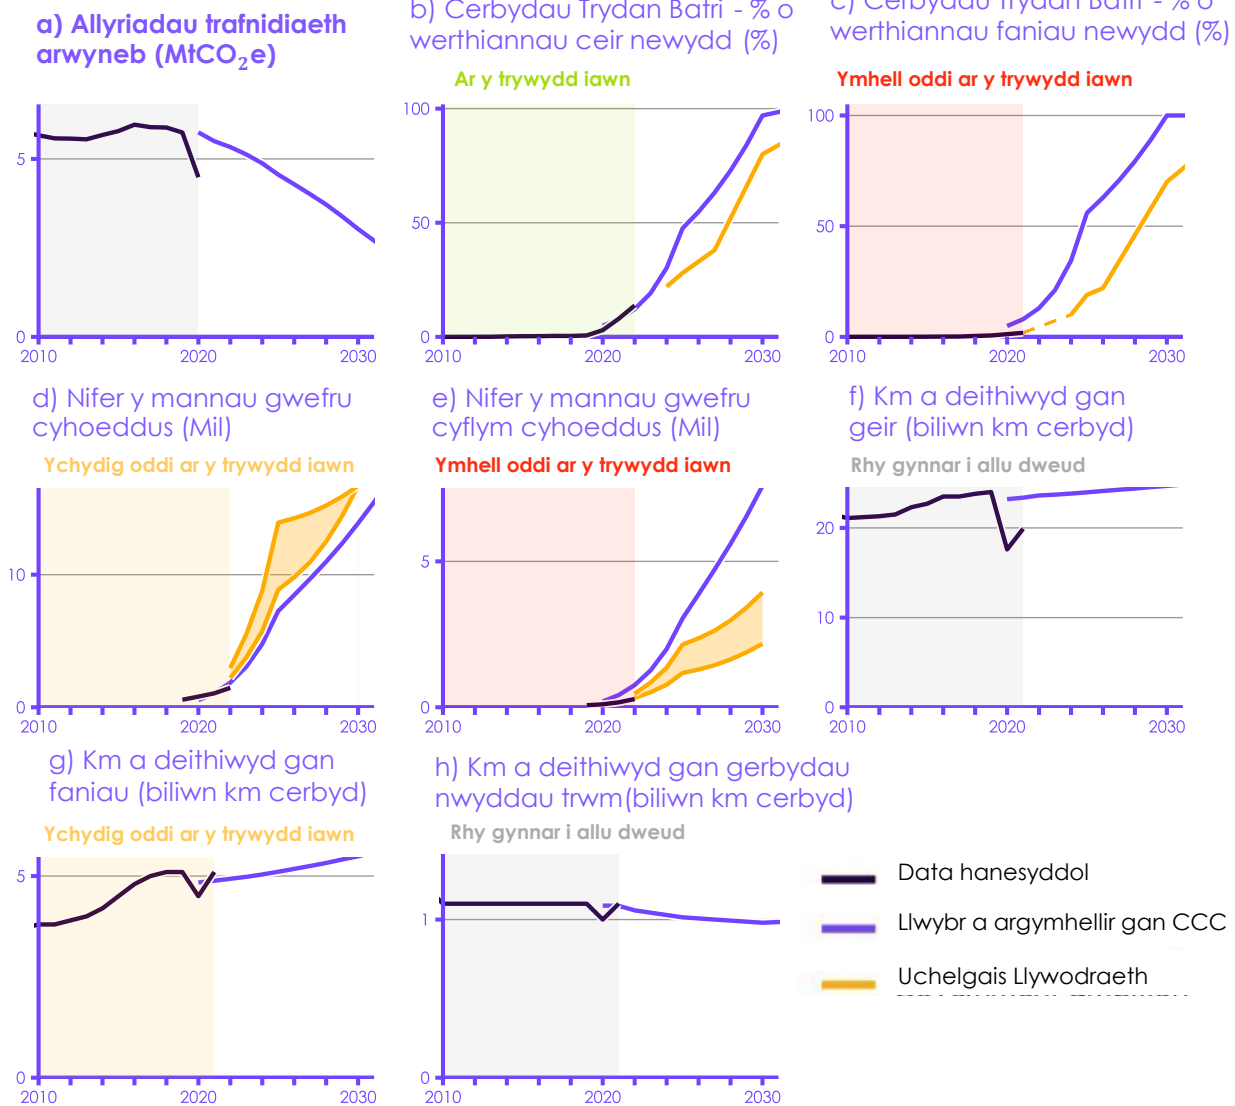 a) Allyriadau trafnidiaeth
arwyneb (MtCO₂e)
5
0
2010
2020
2030
b) Cerbydau Trydan Batri - % o
werthiannau ceir newydd (%)
Ar y trywydd iawn
100
50
0
2010
2020
2030
c) Cerbydau Trydan Batri - % o
werthiannau faniau newydd (%)
Ymhell oddi ar y trywydd iawn
100
50
0
2010
2020
2030
d) Nifer y mannau gwefru
cyhoeddus (Mil)
Ychydig oddi ar y trywydd iawn
10
0
2010
2020
2030
e) Nifer y mannau gwefru
cyflym cyhoeddus (Mil)
Ymhell oddi ar y trywydd iawn
5
0
2010
2020
2030
f) Km a deithiwyd gan
geir (biliwn km cerbyd)
Rhy gynnar i allu dweud
20
10
0
2010
2020
2030
g) Km a deithiwyd gan
faniau (biliwn km cerbyd)
Ychydig oddi ar y trywydd iawn
5
0
2010
2020
2030
h) Km a deithiwyd gan gerbydau
nwyddau trwm(biliwn km cerbyd)
Rhy gynnar i allu dweud
1
0
2010
2020
2030
Data hanesyddol
Llwybr a argymhellir gan CCC
Uchelgais Llywodraeth